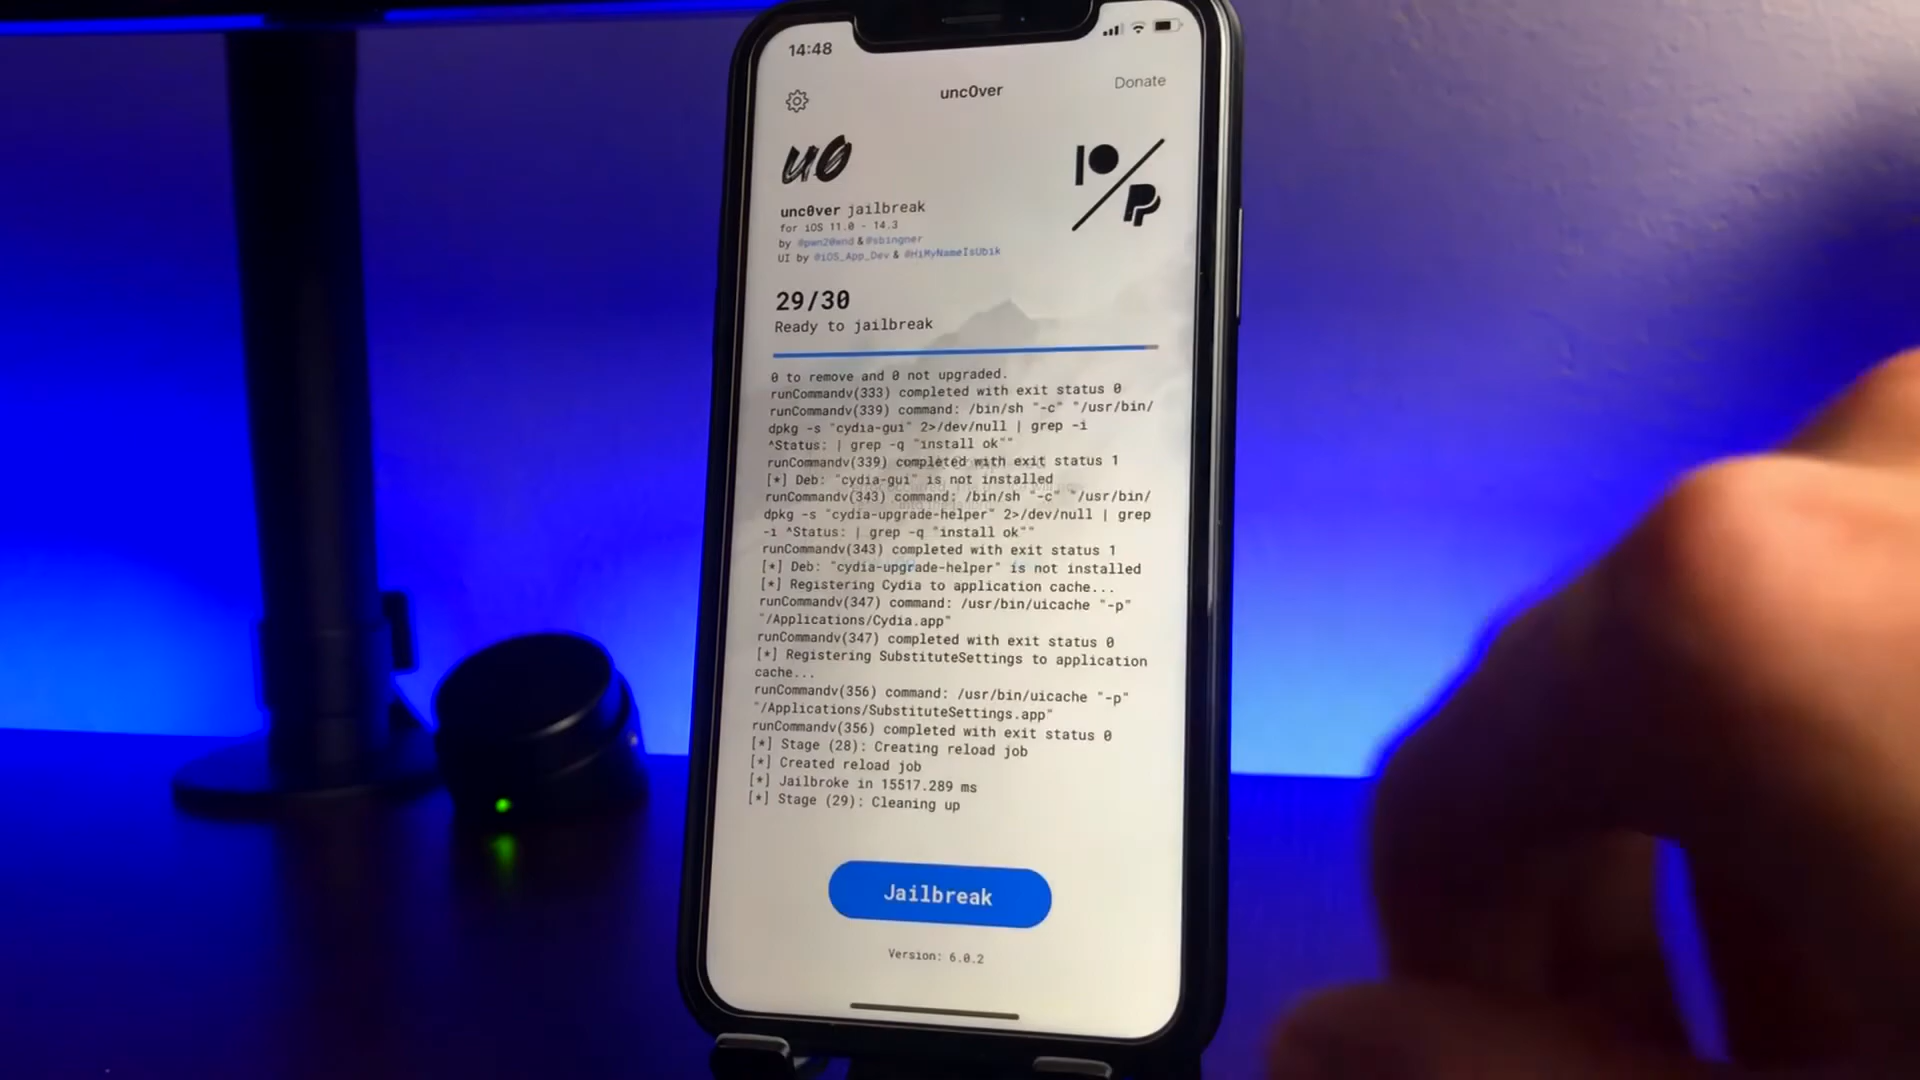 14:48
unc0ver
Donate
u0
unc0ver jailbreak
for iOS 11.0 - 14.3
by @pwn20wnd & @sbingner
UI by @iOS_App_Dev & @HiMyNameIsUbik
29/30
Ready to jailbreak
0 to remove and 0 not upgraded.
runCommandv(333) completed with exit status 0
runCommandv(339) command: /bin/sh "-c" "/usr/bin/
dpkg -s "cydia-gui" 2>/dev/null | grep -i
^Status: | grep -q "install ok""
runCommandv(339) completed with exit status 1
[*] Deb: "cydia-gui" is not installed
runCommandv(343) command: /bin/sh "-c" "/usr/bin/
dpkg -s "cydia-upgrade-helper" 2>/dev/null | grep
-i ^Status: | grep -q "install ok""
runCommandv(343) completed with exit status 1
[*] Deb: "cydia-upgrade-helper" is not installed
[*] Registering Cydia to application cache...
runCommandv(347) command: /usr/bin/uicache "-p"
"/Applications/Cydia.app"
runCommandv(347) completed with exit status 0
[*] Registering SubstituteSettings to application
cache...
runCommandv(356) command: /usr/bin/uicache "-p"
"/Applications/SubstituteSettings.app"
runCommandv(356) completed with exit status 0
[*] Stage (28): Creating reload job
[*] Created reload job
[*] Jailbroke in 15517.289 ms
[*] Stage (29): Cleaning up
Jailbreak
Version: 6.0.2